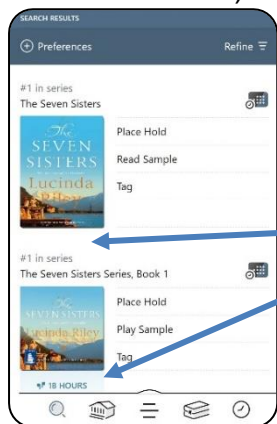 SEARCH RESULTS
Preferences
Refine
#1 in series
The Seven Sisters
The
SEVEN
SISTERS
Lucinda
Riley
Place Hold
Read Sample
Tag
#1 in series
The Seven Sisters Series, Book 1
The
SEVEN SISTERS
Lucinda Riley
Place Hold
Play Sample
Tag
18 HOURS